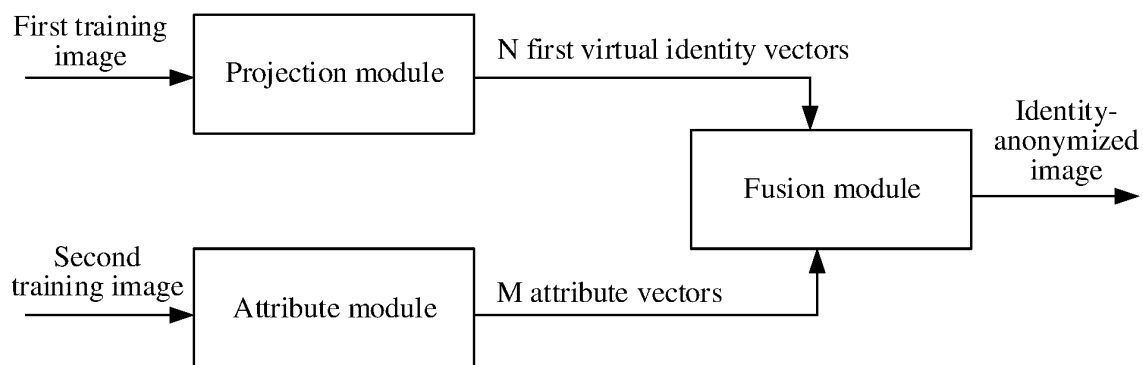 First training
image
Projection module
N first virtual identity vectors
Identity-
anonymized
image
Fusion module
Second
training image
Attribute module
M attribute vectors